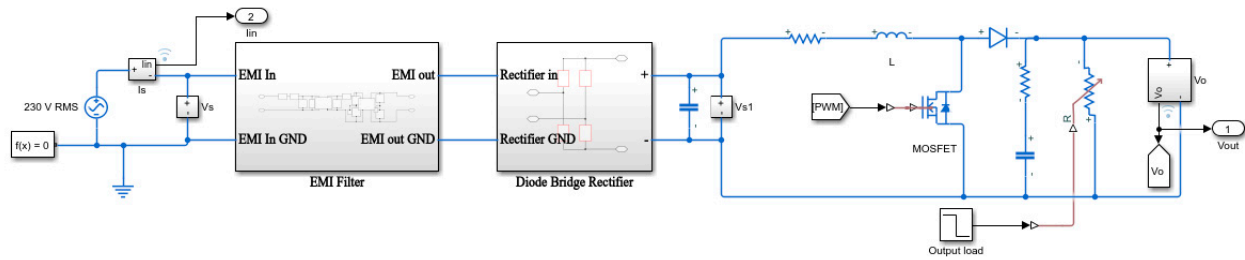 2
Iin
Iin
+
-
Is
230 V RMS
+
-
Vs
f(x) = 0
EMI In
EMI out
EMI In GND
EMI out GND
EMI Filter
Rectifier in
+
Rectifier GND
-
Diode Bridge Rectifier
+
-
+
-
Vs1
+
-
+
-
L
+
-
[PWM]
MOSFET
+
-
+
-
-
+
R
+
-
Vo
Vo
1
Vout
Vo
Output load